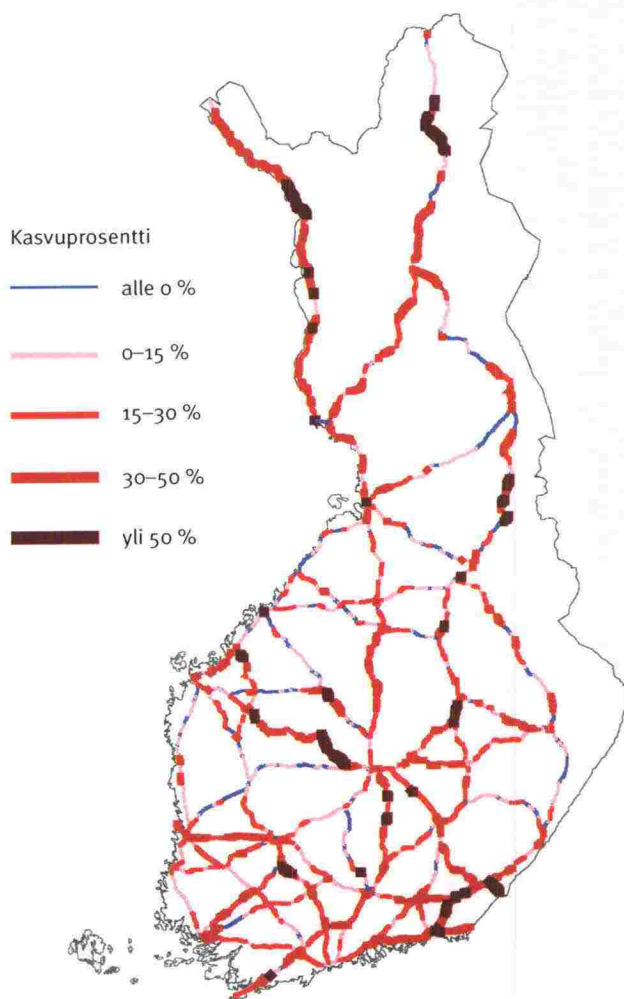 Kasvuprosentti
alle 0 %
0–15 %
15–30 %
30–50 %
yli 50 %